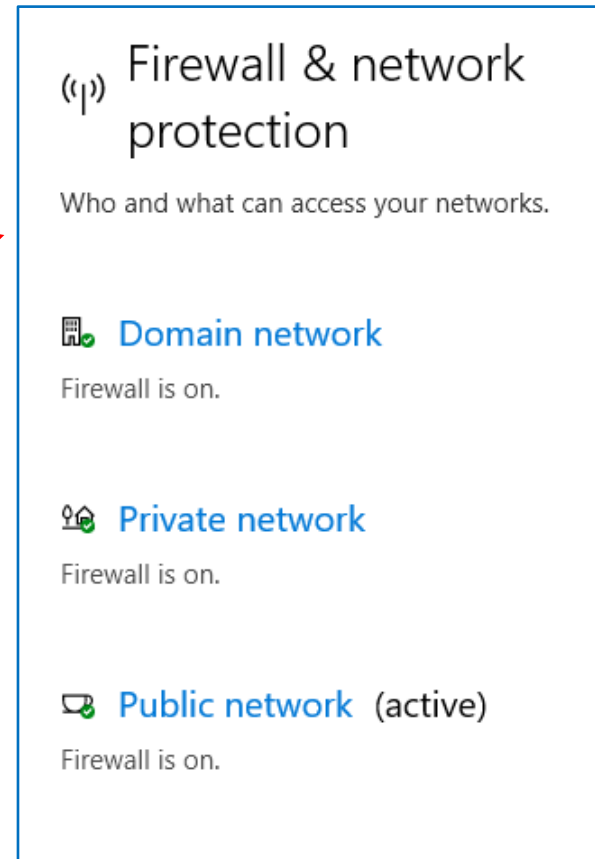 Firewall & network
protection
Who and what can access your networks.
Domain network
Firewall is on.
Private network
Firewall is on.
Public network (active)
Firewall is on.